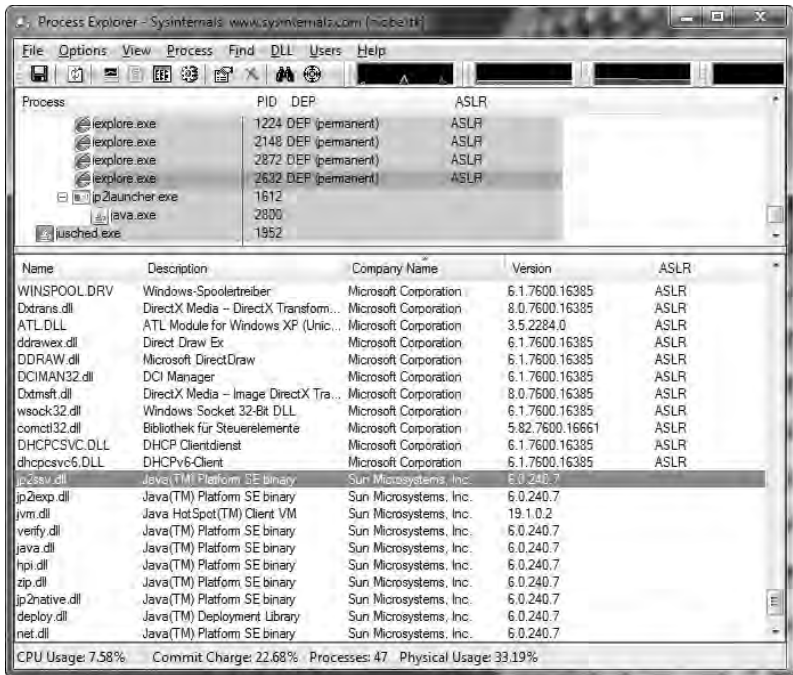 Process Explorer - Sysinternals: www.sysinternals.com [niobe\tk]
File Options View Process Find DLL Users Help
Process PID DEP ASLR
iexplore.exe 1224 DEP (permanent) ASLR
iexplore.exe 2148 DEP (permanent) ASLR
iexplore.exe 2872 DEP (permanent) ASLR
iexplore.exe 2632 DEP (permanent) ASLR
jp2launcher.exe 1612
java.exe 2800
jusched.exe 1952
Name Description Company Name Version ASLR
WINSPOOL.DRV Windows-Spoolertreiber Microsoft Corporation 6.1.7600.16385 ASLR
Dxtrans.dll DirectX Media -- DirectX Transform... Microsoft Corporation 8.0.7600.16385 ASLR
ATL.DLL ATL Module for Windows XP (Unic... Microsoft Corporation 3.5.2284.0 ASLR
ddrawex.dll Direct Draw Ex Microsoft Corporation 6.1.7600.16385 ASLR
DDRAW.dll Microsoft DirectDraw Microsoft Corporation 6.1.7600.16385 ASLR
DCIMAN32.dll DCI Manager Microsoft Corporation 6.1.7600.16385 ASLR
Dxtmsft.dll DirectX Media -- Image DirectX Tra... Microsoft Corporation 8.0.7600.16385 ASLR
wsock32.dll Windows Socket 32-Bit DLL Microsoft Corporation 6.1.7600.16385 ASLR
comctl32.dll Bibliothek für Steuerelemente Microsoft Corporation 5.82.7600.16661 ASLR
DHCPCSVC.DLL DHCP Clientdienst Microsoft Corporation 6.1.7600.16385 ASLR
dhcpcsvc6.DLL DHCPv6-Client Microsoft Corporation 6.1.7600.16385 ASLR
jp2ssv.dll Java(TM) Platform SE binary Sun Microsystems, Inc. 6.0.240.7
jp2iexp.dll Java(TM) Platform SE binary Sun Microsystems, Inc. 6.0.240.7
jvm.dll Java HotSpot(TM) Client VM Sun Microsystems, Inc. 19.1.0.2
verify.dll Java(TM) Platform SE binary Sun Microsystems, Inc. 6.0.240.7
java.dll Java(TM) Platform SE binary Sun Microsystems, Inc. 6.0.240.7
hpi.dll Java(TM) Platform SE binary Sun Microsystems, Inc. 6.0.240.7
zip.dll Java(TM) Platform SE binary Sun Microsystems, Inc. 6.0.240.7
jp2native.dll Java(TM) Platform SE binary Sun Microsystems, Inc. 6.0.240.7
deploy.dll Java(TM) Deployment Library Sun Microsystems, Inc. 6.0.240.7
net.dll Java(TM) Platform SE binary Sun Microsystems, Inc. 6.0.240.7
CPU Usage: 7.58% Commit Charge: 22.68% Processes: 47 Physical Usage: 33.19%